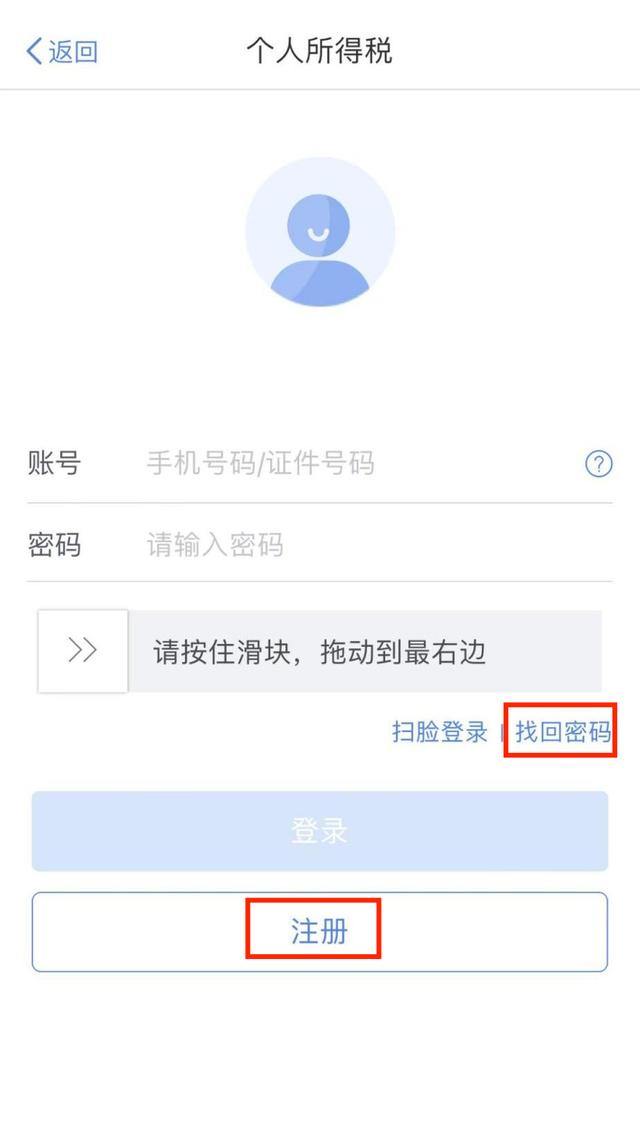 返回 个人所得税
账号 手机号码/证件号码 ?
密码 请输入密码
请按住滑块，拖动到最右边
扫脸登录 | 找回密码
登录
注册